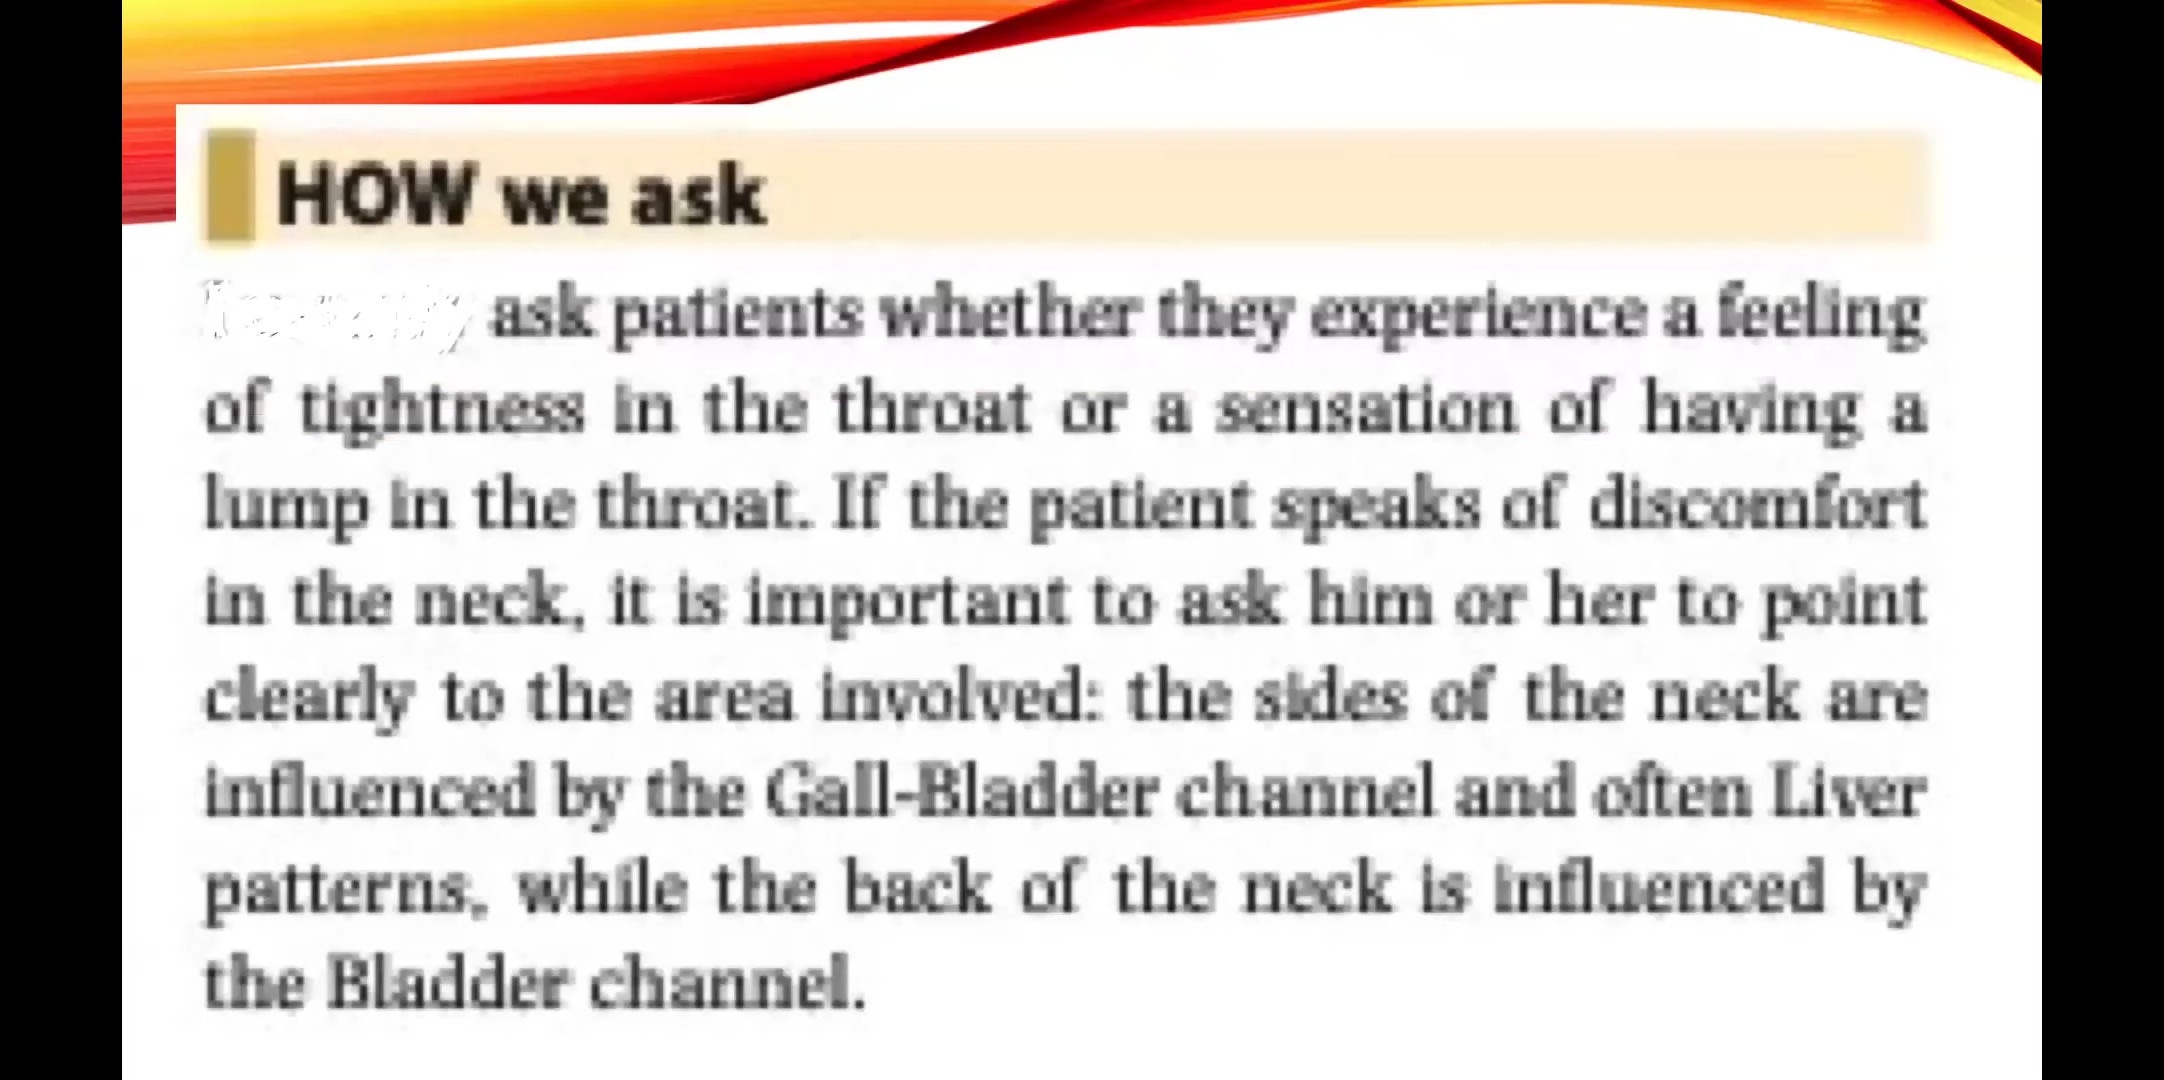 HOW we ask
ask patients whether they experience a feeling
of tightness in the throat or a sensation of having a
lump in the throat. If the patient speaks of discomfort
in the neck, it is important to ask him or her to point
clearly to the area involved: the sides of the neck are
influenced by the Gall-Bladder channel and often Liver
patterns, while the back of the neck is influenced by
the Bladder channel.